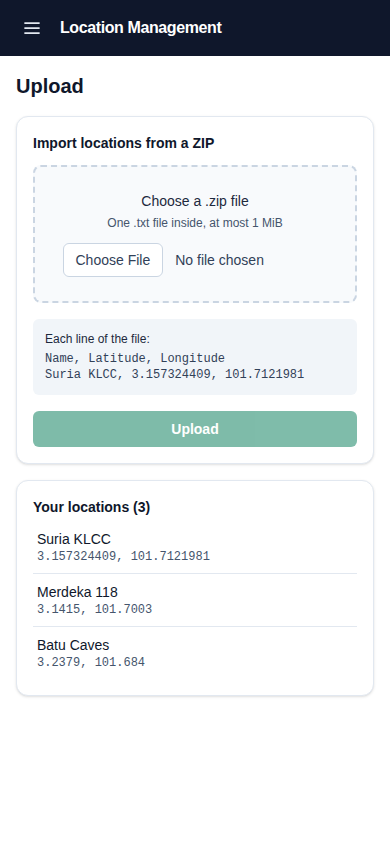 Location Management
Upload
Import locations from a ZIP
Choose a .zip file
One .txt file inside, at most 1 MiB
Choose File No file chosen
Each line of the file:
Name, Latitude, Longitude
Suria KLCC, 3.157324409, 101.7121981
Upload
Your locations (3)
Suria KLCC
3.157324409, 101.7121981
Merdeka 118
3.1415, 101.7003
Batu Caves
3.2379, 101.684